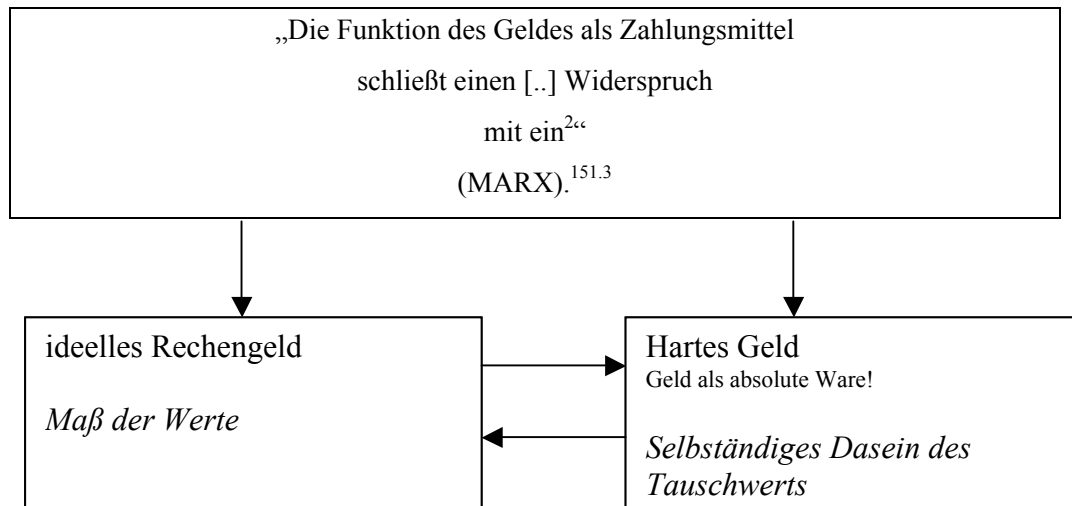 „Die Funktion des Geldes als Zahlungsmittel
schließt einen [..] Widerspruch
mit ein²“
(MARX).¹⁵¹·³
ideelles Rechengeld
Maß der Werte
Hartes Geld
Geld als absolute Ware!
Selbständiges Dasein des
Tauschwerts